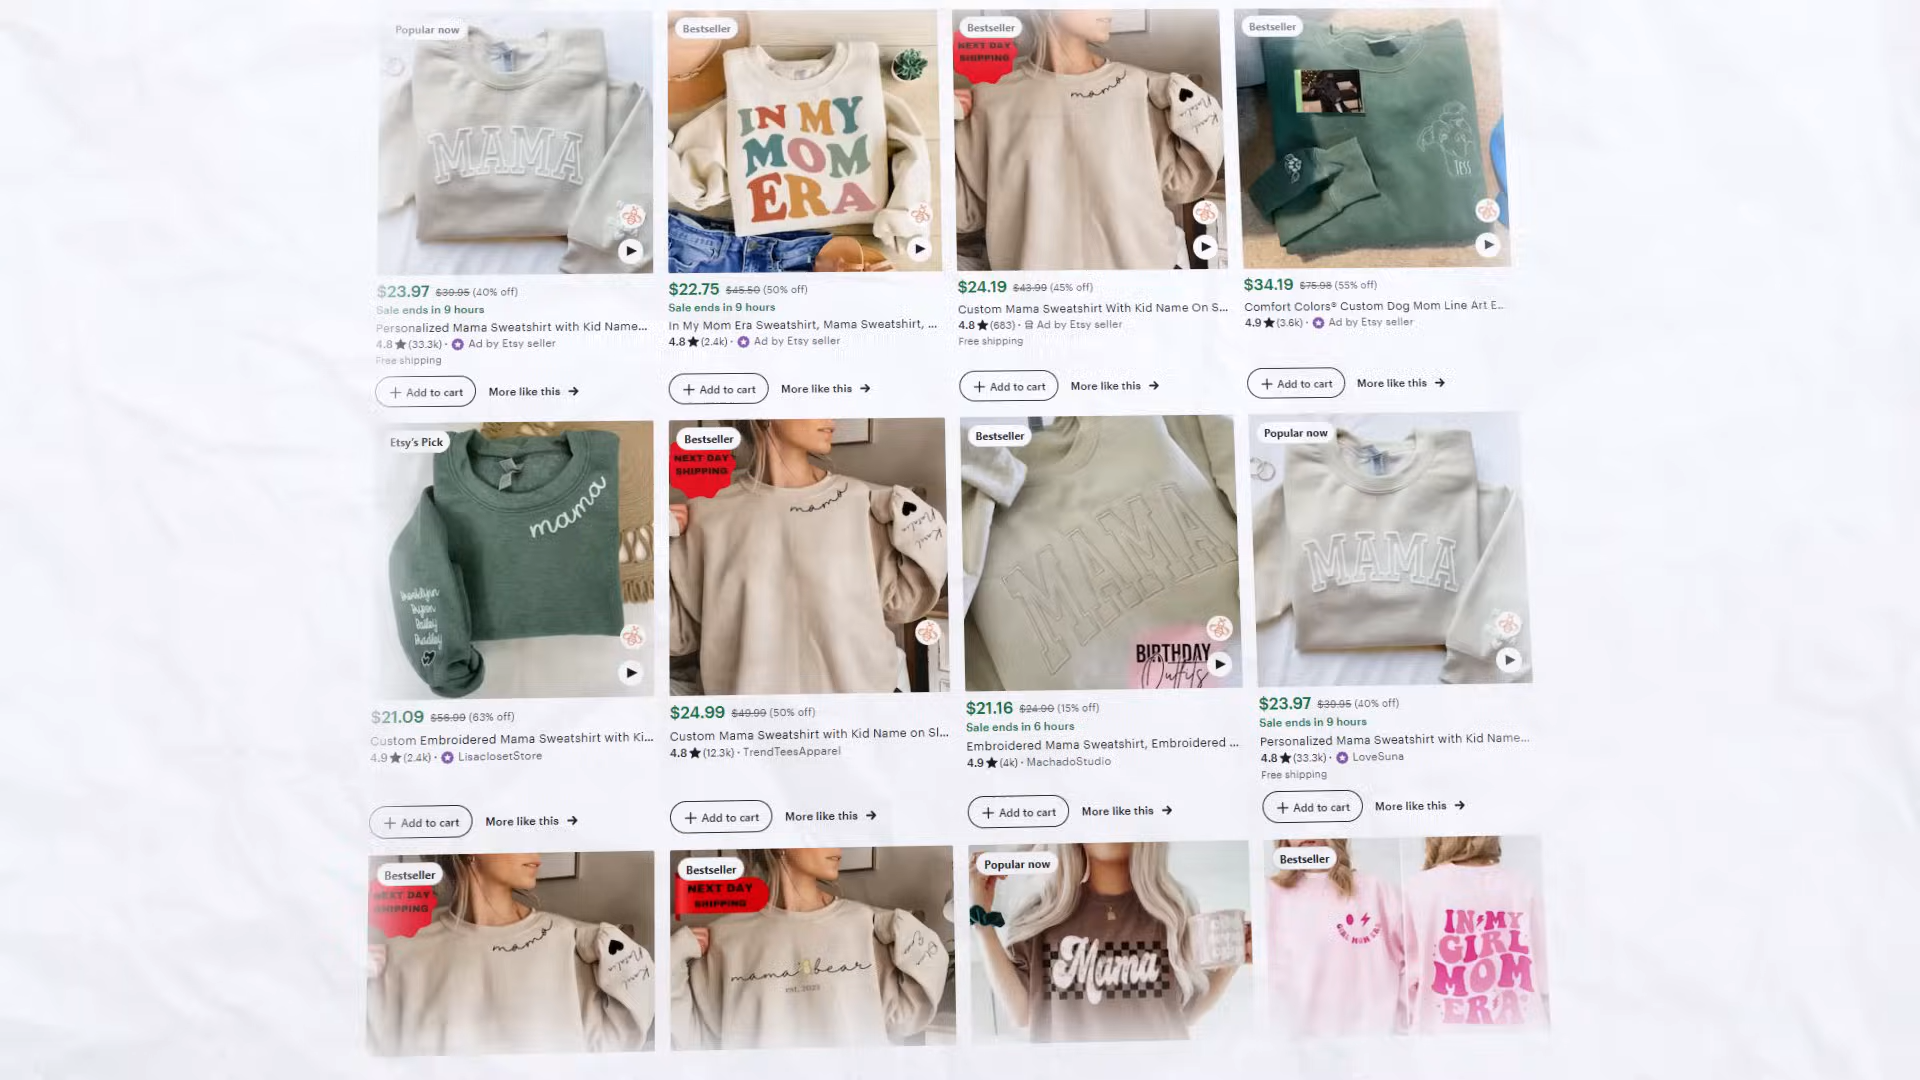 Popular now
MAMA
$23.97 $39.95 (40% off)
Sale ends in 9 hours
Personalized Mama Sweatshirt with Kid Name...
4.8 ★ (33.3k) · Ad by Etsy seller
Free shipping
+ Add to cart More like this →
Bestseller
IN MY
MOM
ERA
$22.75 $45.50 (50% off)
Sale ends in 9 hours
In My Mom Era Sweatshirt, Mama Sweatshirt, ...
4.8 ★ (2.4k) · Ad by Etsy seller
+ Add to cart More like this →
Bestseller
NEXT DAY
SHIPPING
mama
$24.19 $43.99 (45% off)
Custom Mama Sweatshirt With Kid Name On S...
4.8 ★ (683) · Ad by Etsy seller
Free shipping
+ Add to cart More like this →
Bestseller
TESS
$34.19 $75.98 (55% off)
Comfort Colors® Custom Dog Mom Line Art E...
4.9 ★ (3.6k) · Ad by Etsy seller
+ Add to cart More like this →
Etsy's Pick
mama
$21.09 $56.99 (63% off)
Custom Embroidered Mama Sweatshirt with Ki...
4.9 ★ (2.4k) · LisaclosetStore
+ Add to cart More like this →
Bestseller
NEXT DAY
SHIPPING
mama
$24.99 $49.99 (50% off)
Custom Mama Sweatshirt with Kid Name on Sl...
4.8 ★ (12.3k) · TrendTeesApparel
+ Add to cart More like this →
Bestseller
MAMA
BIRTHDAY
Outfits
$21.16 $24.90 (15% off)
Sale ends in 6 hours
Embroidered Mama Sweatshirt, Embroidered ...
4.9 ★ (4k) · MachadoStudio
+ Add to cart More like this →
Popular now
MAMA
$23.97 $39.95 (40% off)
Sale ends in 9 hours
Personalized Mama Sweatshirt with Kid Name...
4.8 ★ (33.3k) · LoveSuna
Free shipping
+ Add to cart More like this →
Bestseller
NEXT DAY
SHIPPING
mama
Bestseller
NEXT DAY
SHIPPING
mama bear
est. 2023
Popular now
Mama
Bestseller
IN MY
GIRL
MOM
ERA